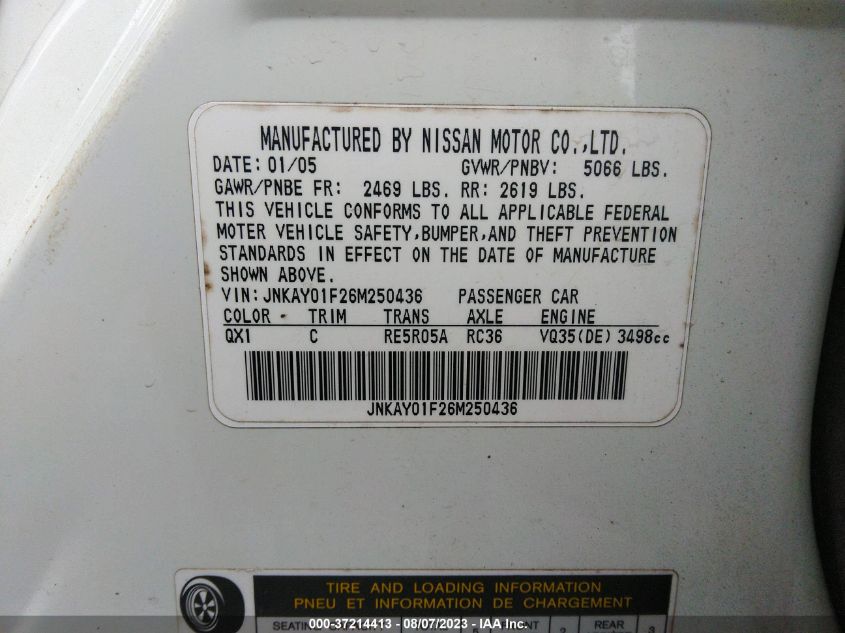 MANUFACTURED BY NISSAN MOTOR CO.,LTD.
DATE: 01/05 GVWR/PNBV: 5066 LBS.
GAWR/PNBE FR: 2469 LBS. RR: 2619 LBS.
THIS VEHICLE CONFORMS TO ALL APPLICABLE FEDERAL
MOTER VEHICLE SAFETY,BUMPER,AND THEFT PREVENTION
STANDARDS IN EFFECT ON THE DATE OF MANUFACTURE
SHOWN ABOVE.
VIN: JNKAY01F26M250436 PASSENGER CAR
COLOR TRIM TRANS AXLE ENGINE
QX1 C RE5R05A RC36 VQ35(DE) 3498cc
JNKAY01F26M250436
TIRE AND LOADING INFORMATION
PNEU ET INFORMATION DE CHARGEMENT
REAR
000-37214413 - 08/07/2023 - IAA Inc.